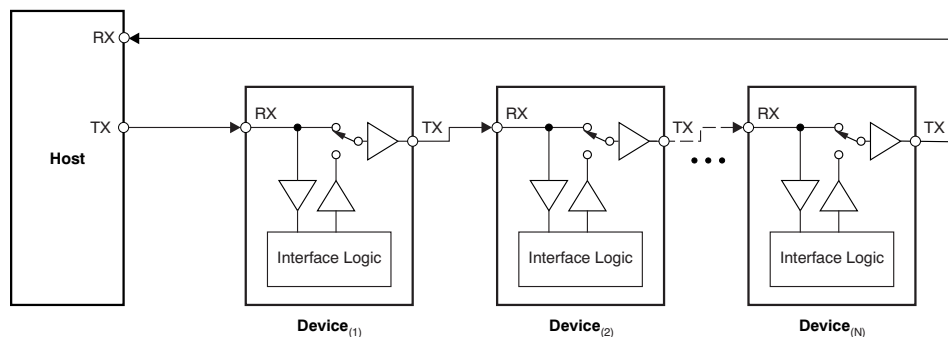 RX
TX
Host
RX
TX
Interface Logic
Device(1)
RX
TX
Interface Logic
Device(2)
RX
TX
Interface Logic
Device(N)